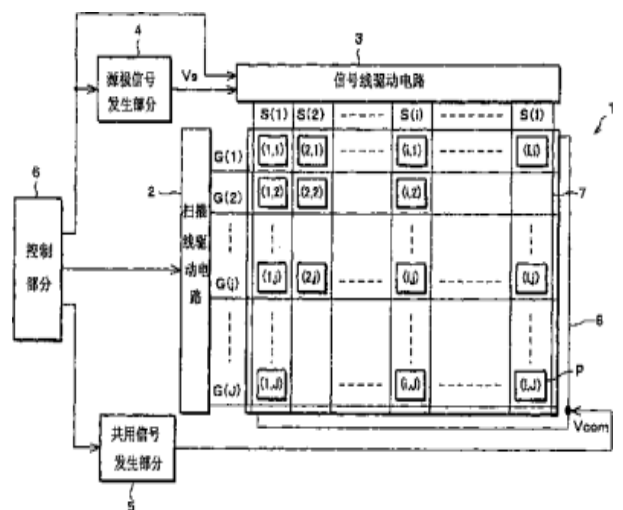 4
3
源极信号
发生部分
Vs
信号线驱动电路
1
S(1) S(2) S(i) S(I)
G(1) (1,1) (2,1) (i,1) (I,i)
6
2
7
G(2) (1,2) (2,2) (i,2)
控制
部分
扫描
线驱
动电
路
G(j) (1,j) (2,j) (i,j) (I,j)
8
P
G(J) (1,J) (i,J) (I,J)
Vcom
共用信号
发生部分
5